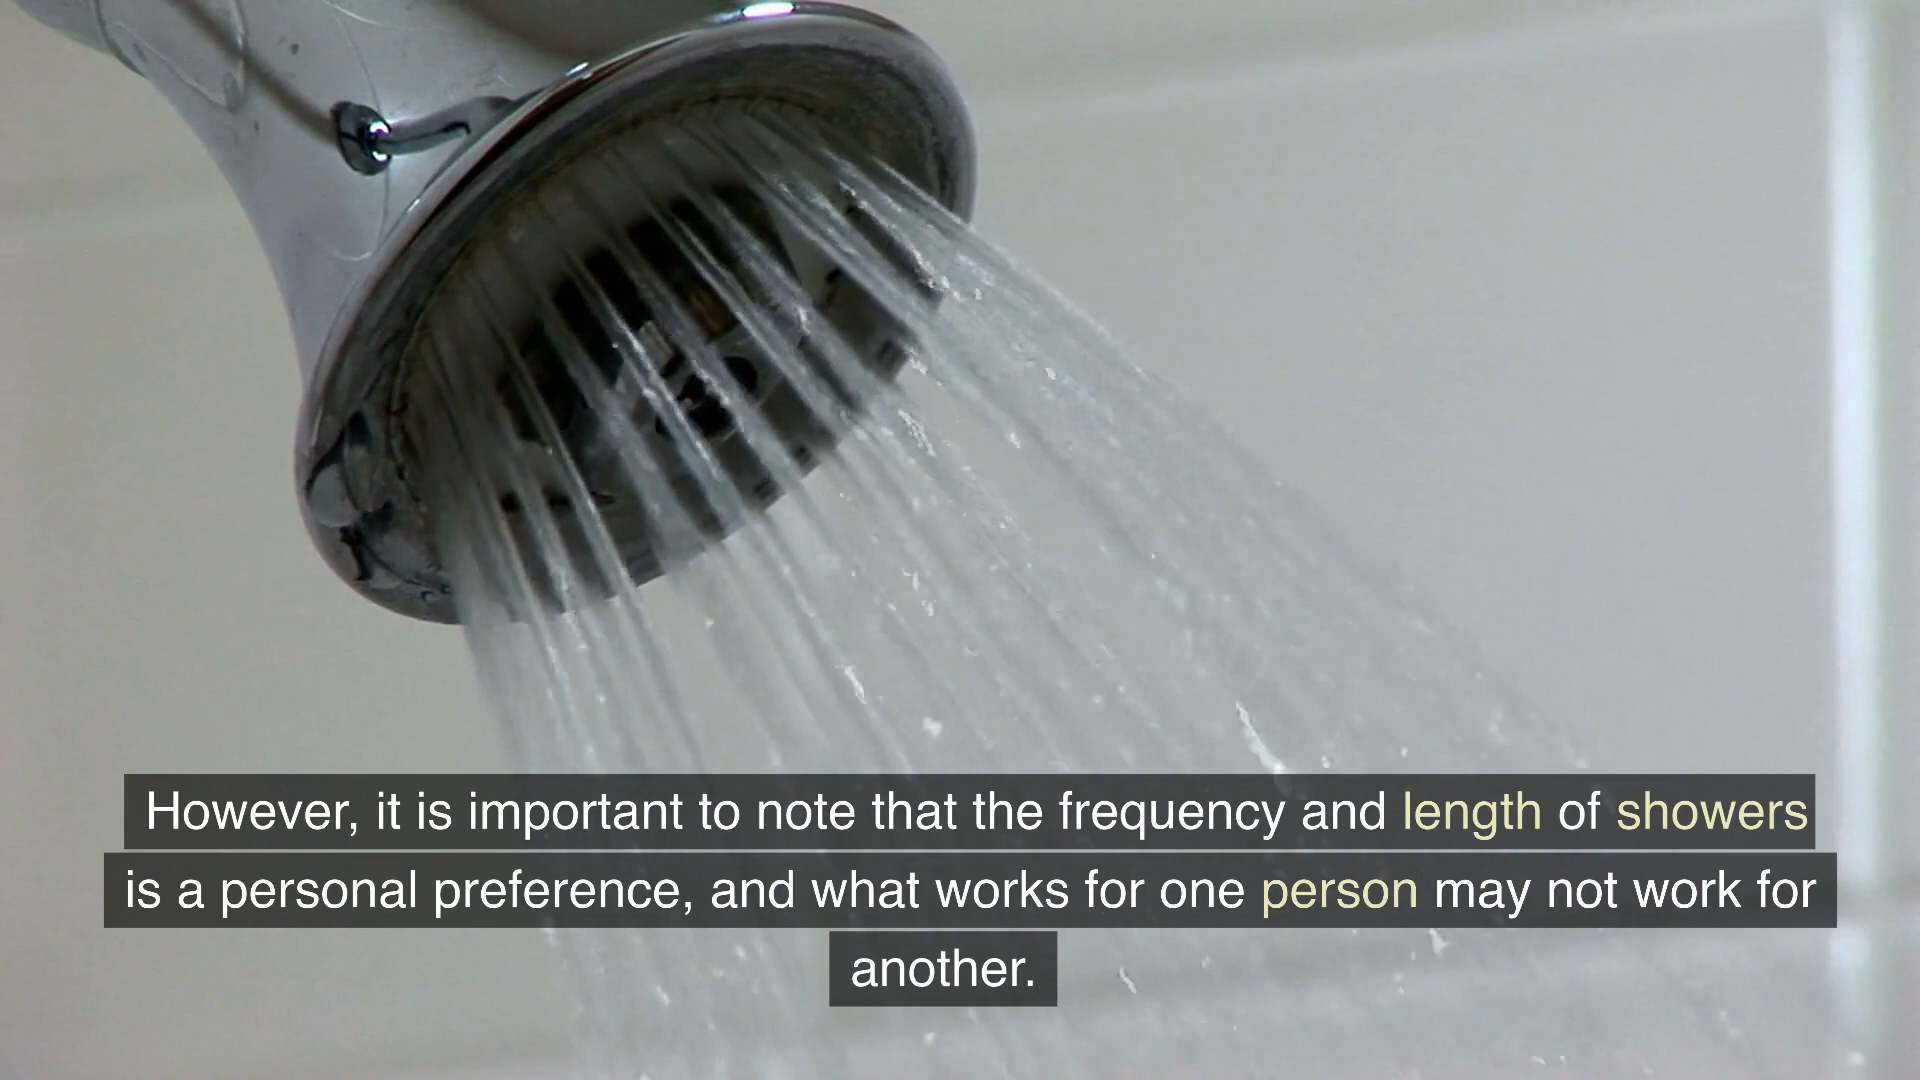 However, it is important to note that the frequency and length of showers
is a personal preference, and what works for one person may not work for
another.